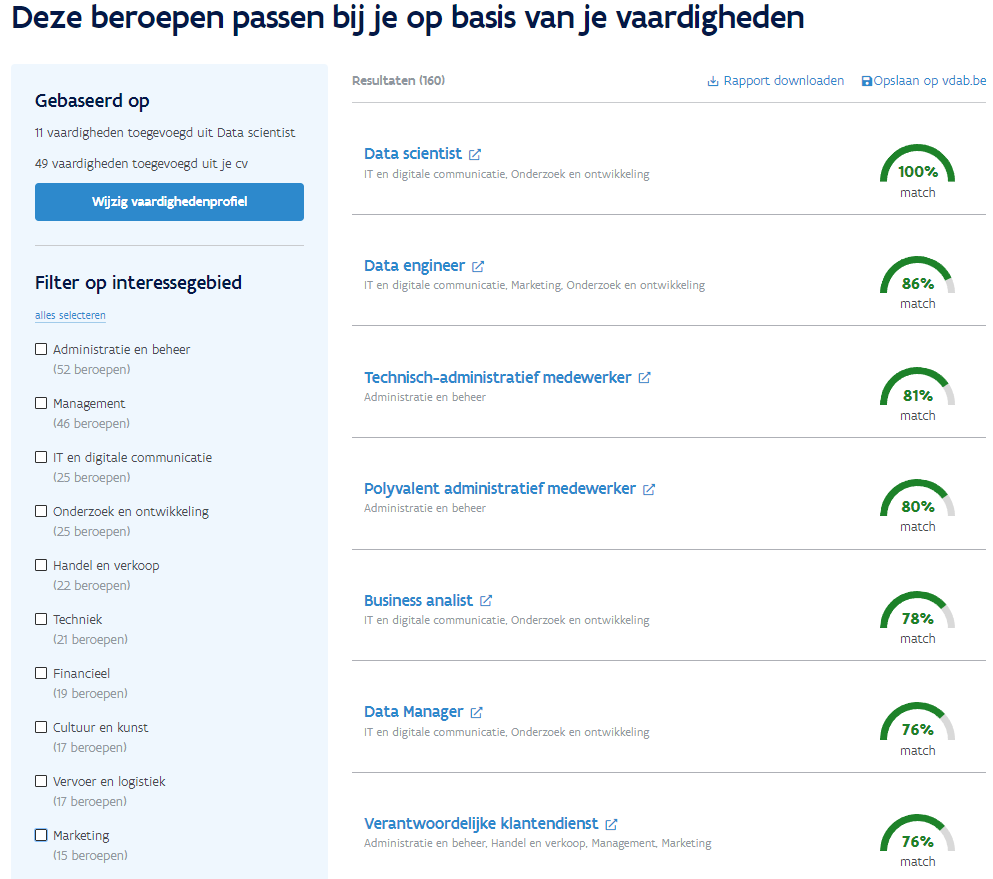 Deze beroepen passen bij je op basis van je vaardigheden
Gebaseerd op
11 vaardigheden toegevoegd uit Data scientist
49 vaardigheden toegevoegd uit je cv
Wijzig vaardighedenprofiel
Filter op interessegebied
alles selecteren
Administratie en beheer
(52 beroepen)
Management
(46 beroepen)
IT en digitale communicatie
(25 beroepen)
Onderzoek en ontwikkeling
(25 beroepen)
Handel en verkoop
(22 beroepen)
Techniek
(21 beroepen)
Financieel
(19 beroepen)
Cultuur en kunst
(17 beroepen)
Vervoer en logistiek
(17 beroepen)
Marketing
(15 beroepen)
Resultaten (160)
Rapport downloaden
Opslaan op vdab.be
Data scientist
IT en digitale communicatie, Onderzoek en ontwikkeling
100%
match
Data engineer
IT en digitale communicatie, Marketing, Onderzoek en ontwikkeling
86%
match
Technisch-administratief medewerker
Administratie en beheer
81%
match
Polyvalent administratief medewerker
Administratie en beheer
80%
match
Business analist
IT en digitale communicatie, Onderzoek en ontwikkeling
78%
match
Data Manager
IT en digitale communicatie, Onderzoek en ontwikkeling
76%
match
Verantwoordelijke klantendienst
Administratie en beheer, Handel en verkoop, Management, Marketing
76%
match